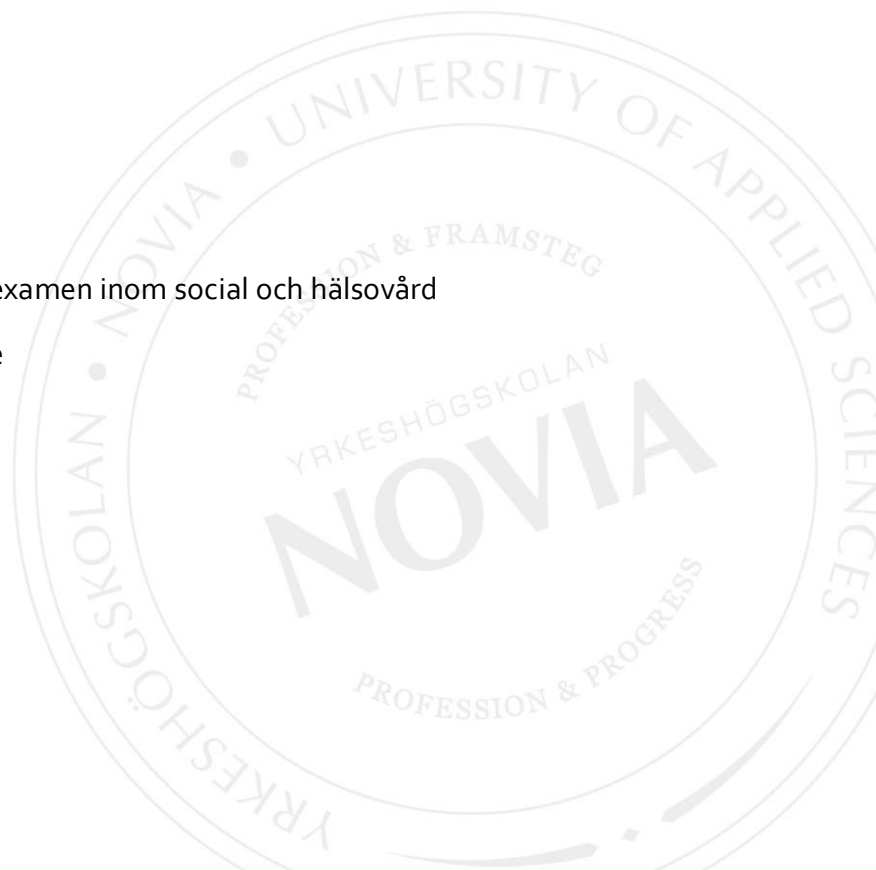 UNIVERSITY OF APPLIED SCIENCES
YRKESHÖGSKOLAN • NOVIA •
PROFESSION & FRAMSTEG
examen inom social och hälsovård
e
YRKESHÖGSKOLAN
NOVIA
PROFESSION & PROGRESS